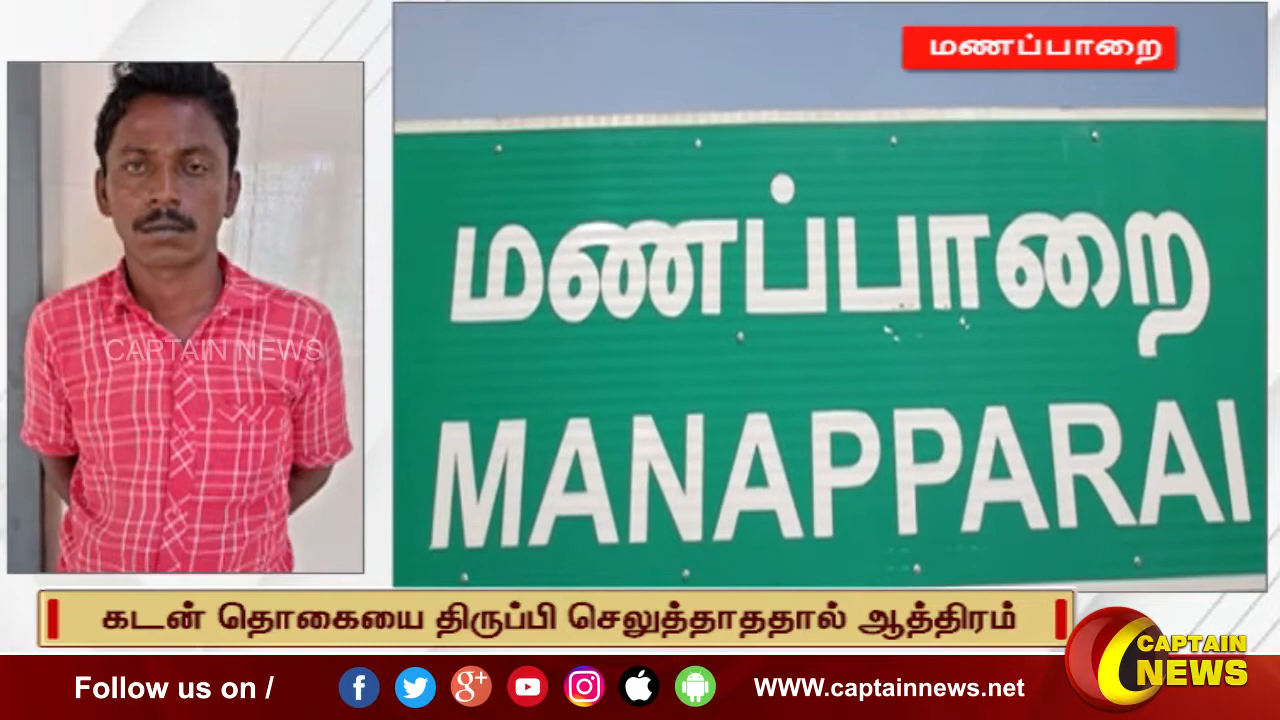 மணப்பாறை
மணப்பாறை
MANAPPARAI
CAPTAIN NEWS
கடன் தொகையை திருப்பி செலுத்தாததால் ஆத்திரம்
CAPTAIN
NEWS
Follow us on /
WWW.captainnews.net